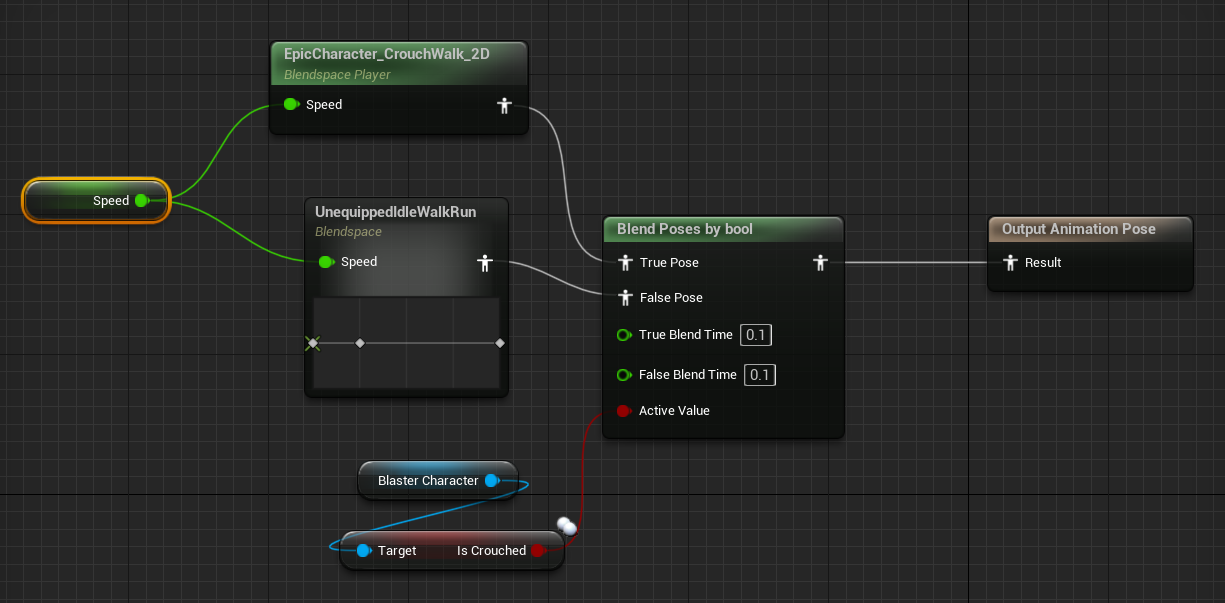 EpicCharacter_CrouchWalk_2D
Blendspace Player
Speed
Speed
UnequippedIdleWalkRun
Blendspace
Speed
Blend Poses by bool
True Pose
False Pose
True Blend Time 0.1
False Blend Time 0.1
Active Value
Output Animation Pose
Result
Blaster Character
Target Is Crouched